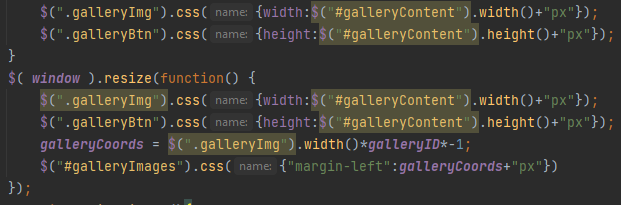 $(".galleryImg").css( name: {width:$("#galleryContent").width()+"px"});
$(".galleryBtn").css( name: {height:$("#galleryContent").height()+"px"});
}
$( window ).resize(function() {
$(".galleryImg").css( name: {width:$("#galleryContent").width()+"px"});
$(".galleryBtn").css( name: {height:$("#galleryContent").height()+"px"});
galleryCoords = $(".galleryImg").width()*galleryID*-1;
$("#galleryImages").css( name: {"margin-left":galleryCoords+"px"})
});